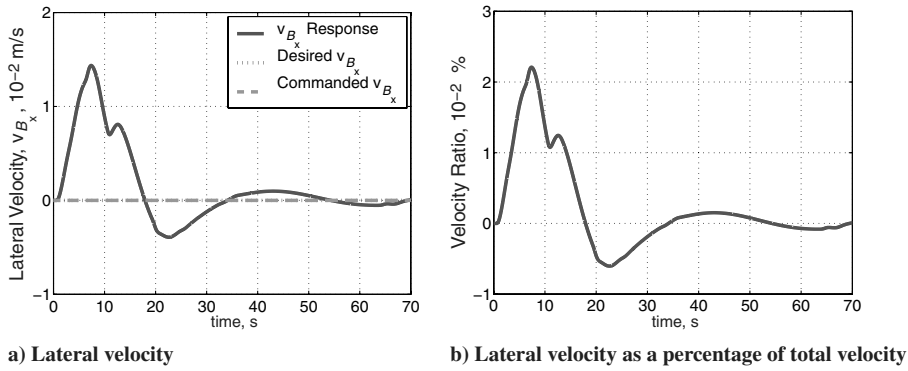 2
1
0
−1
0 10 20 30 40 50 60 70
time, s
Lateral Velocity, v_{B_x}, 10^{−2} m/s
v_{B_x} Response
Desired v_{B_x}
Commanded v_{B_x}
a) Lateral velocity
3
2
1
0
−1
0 10 20 30 40 50 60 70
time, s
Velocity Ratio, 10^{−2} %
b) Lateral velocity as a percentage of total velocity